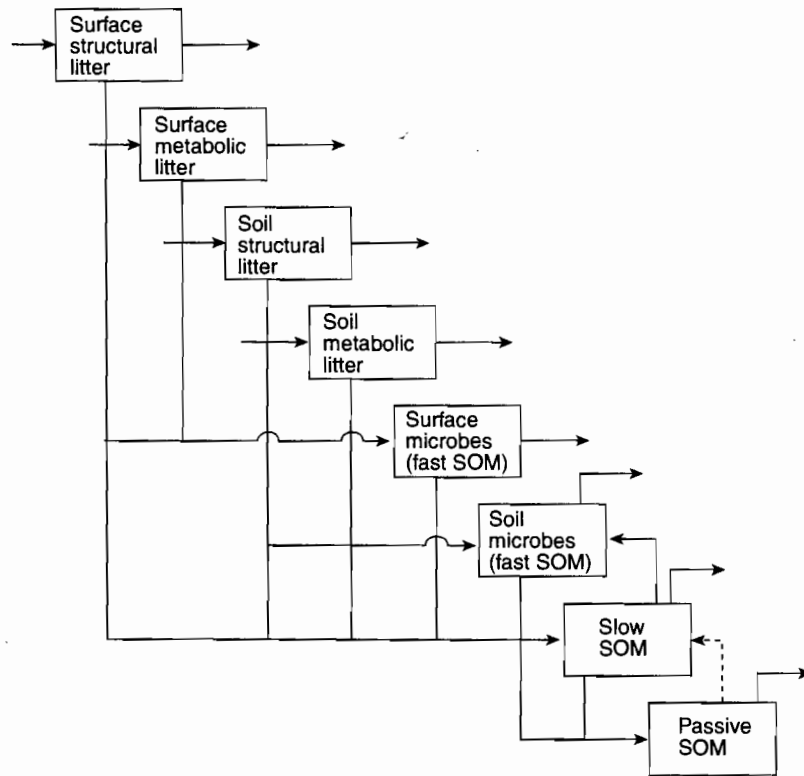 Surface
structural
litter
Surface
metabolic
litter
Soil
structural
litter
Soil
metabolic
litter
Surface
microbes
(fast SOM)
Soil
microbes
(fast SOM)
Slow
SOM
Passive
SOM